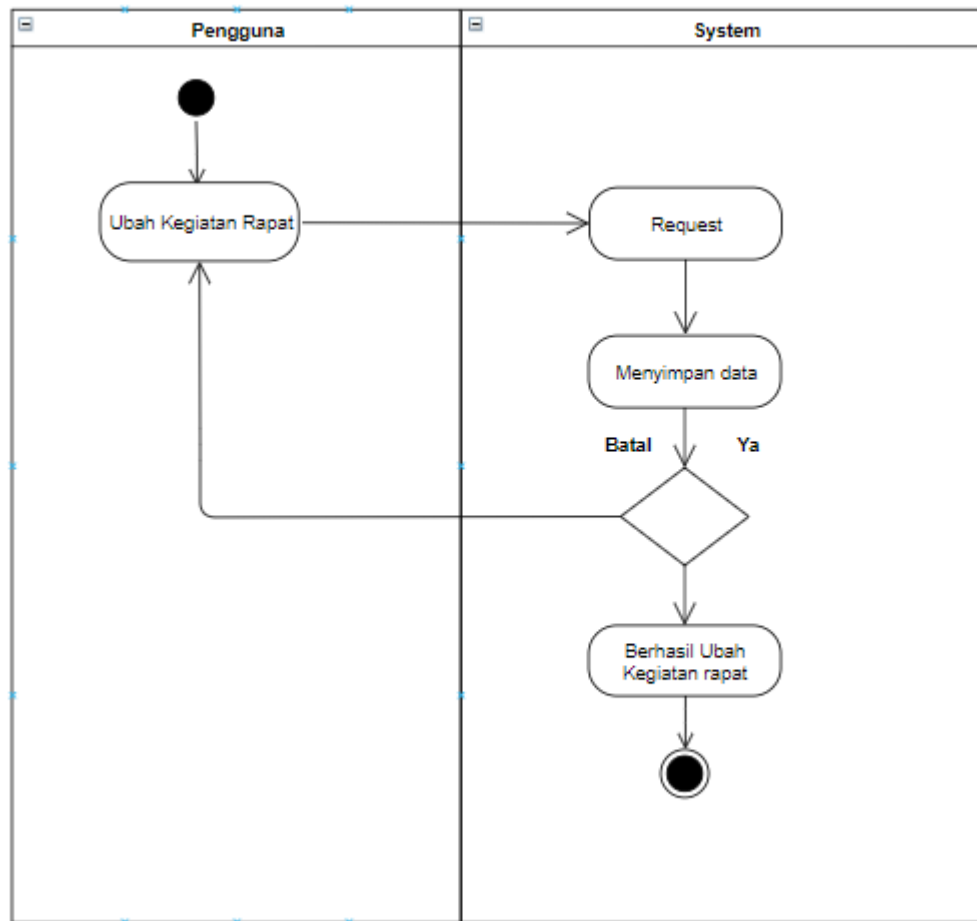 Pengguna
System
Ubah Kegiatan Rapat
Request
Menyimpan data
Batal
Ya
Berhasil Ubah
Kegiatan rapat